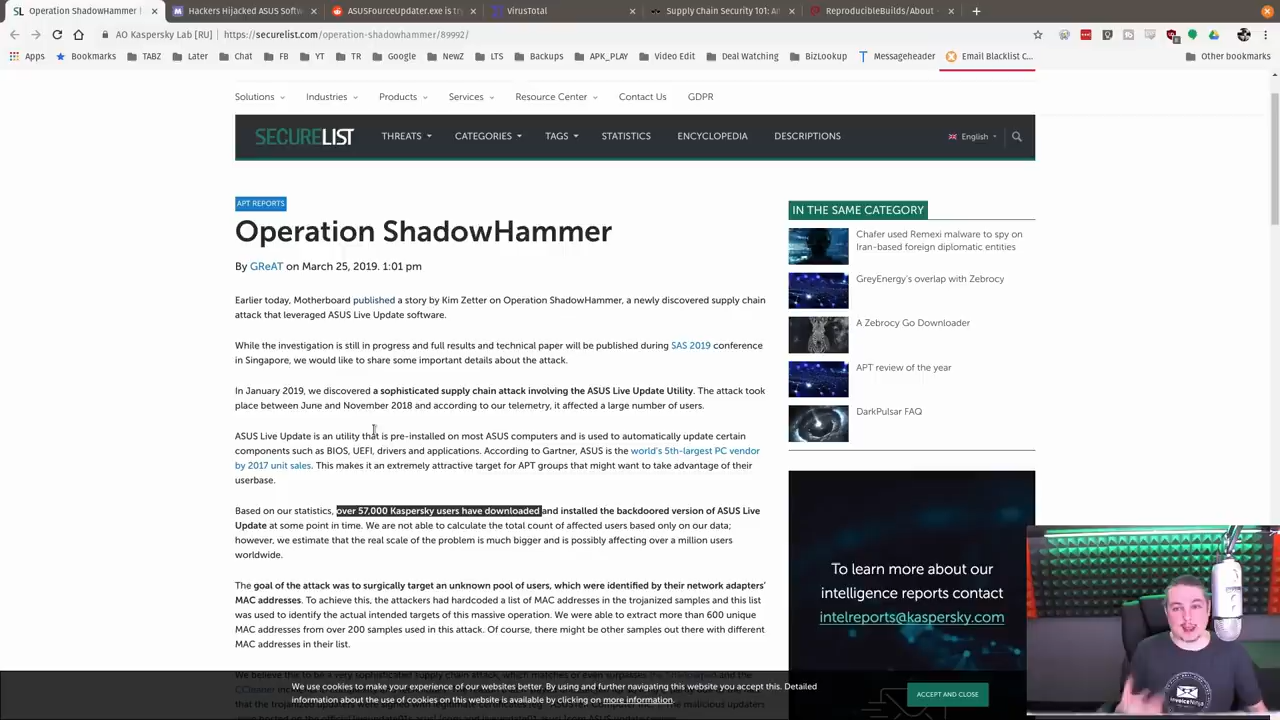 SL Operation ShadowHammer |
Hackers Hijacked ASUS Softw
ASUSFourceUpdater.exe is try
VirusTotal
Supply Chain Security 101: An
ReproducibleBuilds/About -
AO Kaspersky Lab [RU] | https://securelist.com/operation-shadowhammer/89992/
Apps Bookmarks TABZ Later Chat FB YT TR Google NewZ LTS Backups APK_PLAY Video Edit Deal Watching BizLookup Messageheader Email Blacklist C... Other bookmarks
Solutions Industries Products Services Resource Center Contact Us GDPR
SECURELIST THREATS CATEGORIES TAGS STATISTICS ENCYCLOPEDIA DESCRIPTIONS English
APT REPORTS
Operation ShadowHammer
By GReAT on March 25, 2019. 1:01 pm
Earlier today, Motherboard published a story by Kim Zetter on Operation ShadowHammer, a newly discovered supply chain
attack that leveraged ASUS Live Update software.
While the investigation is still in progress and full results and technical paper will be published during SAS 2019 conference
in Singapore, we would like to share some important details about the attack.
In January 2019, we discovered a sophisticated supply chain attack involving the ASUS Live Update Utility. The attack took
place between June and November 2018 and according to our telemetry, it affected a large number of users.
ASUS Live Update is an utility that is pre-installed on most ASUS computers and is used to automatically update certain
components such as BIOS, UEFI, drivers and applications. According to Gartner, ASUS is the world's 5th-largest PC vendor
by 2017 unit sales. This makes it an extremely attractive target for APT groups that might want to take advantage of their
userbase.
Based on our statistics, over 57,000 Kaspersky users have downloaded and installed the backdoored version of ASUS Live
Update at some point in time. We are not able to calculate the total count of affected users based only on our data;
however, we estimate that the real scale of the problem is much bigger and is possibly affecting over a million users
worldwide.
The goal of the attack was to surgically target an unknown pool of users, which were identified by their network adapters'
MAC addresses. To achieve this, the attackers had hardcoded a list of MAC addresses in the trojanized samples and this list
was used to identify the actual intended targets of this massive operation. We were able to extract more than 600 unique
MAC addresses from over 200 samples used in this attack. Of course, there might be other samples out there with different
MAC addresses in their list.
IN THE SAME CATEGORY
Chafer used Remexi malware to spy on
Iran-based foreign diplomatic entities
GreyEnergy's overlap with Zebrocy
A Zebrocy Go Downloader
APT review of the year
DarkPulsar FAQ
To learn more about our
intelligence reports contact
intelreports@kaspersky.com
We use cookies to make your experience of our websites better. By using and further navigating this website you accept this. Detailed
information about the use of cookies on this website is available by clicking on more information.
ACCEPT AND CLOSE